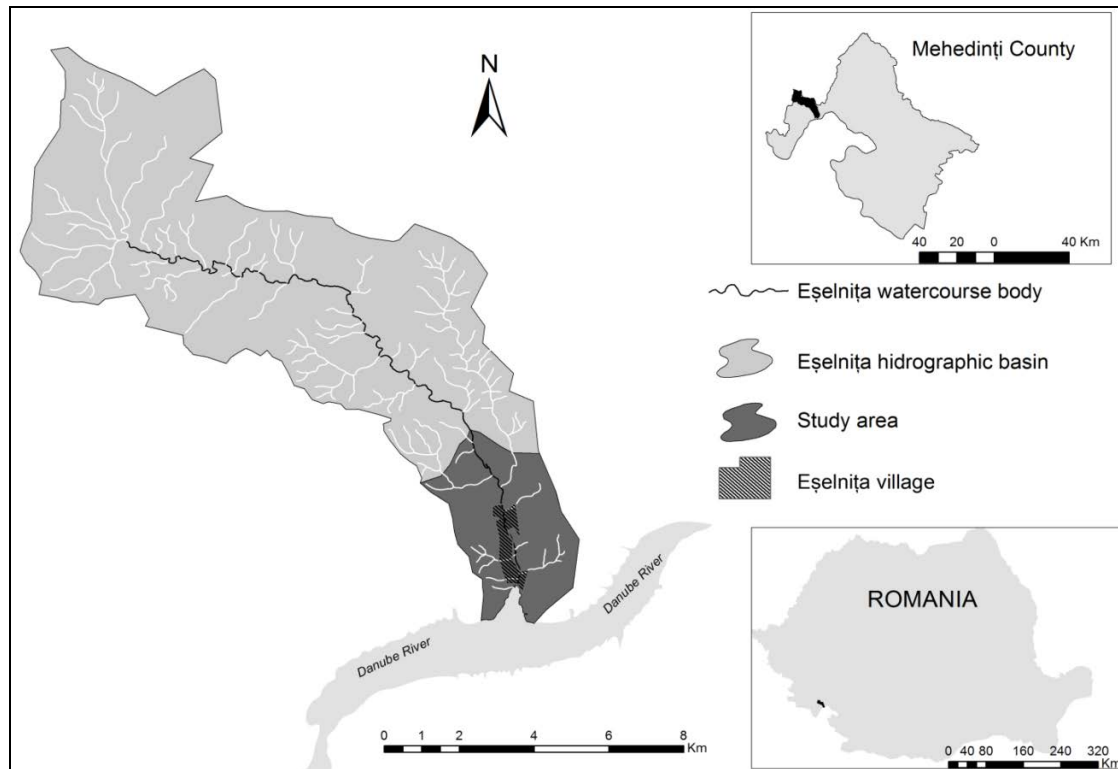 N
Mehedinți County
40 20 0 40 Km
Eșelnița watercourse body
Eșelnița hidrographic basin
Study area
Eșelnița village
Danube River
Danube River
0 1 2 4 6 8
Km
ROMANIA
0 40 80 160 240 320
Km